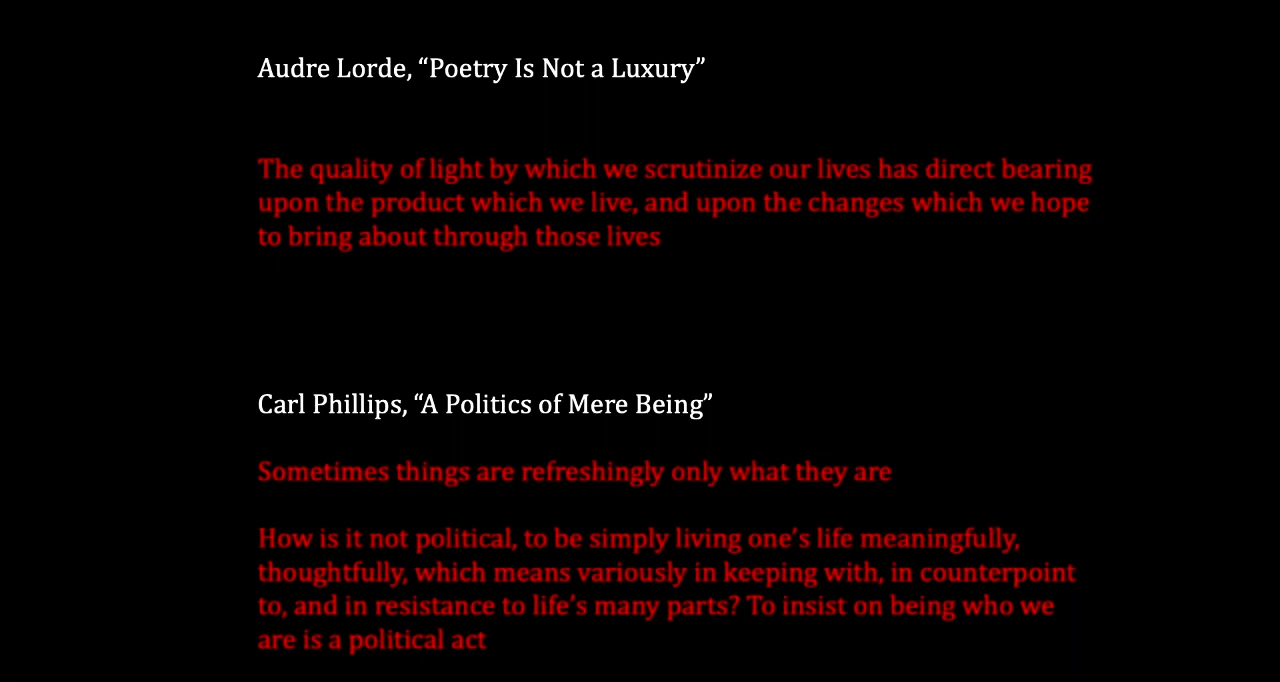 Audre Lorde, “Poetry Is Not a Luxury”
The quality of light by which we scrutinize our lives has direct bearing
upon the product which we live, and upon the changes which we hope
to bring about through those lives
Carl Phillips, “A Politics of Mere Being”
Sometimes things are refreshingly only what they are
How is it not political, to be simply living one’s life meaningfully,
thoughtfully, which means variously in keeping with, in counterpoint
to, and in resistance to life’s many parts? To insist on being who we
are is a political act